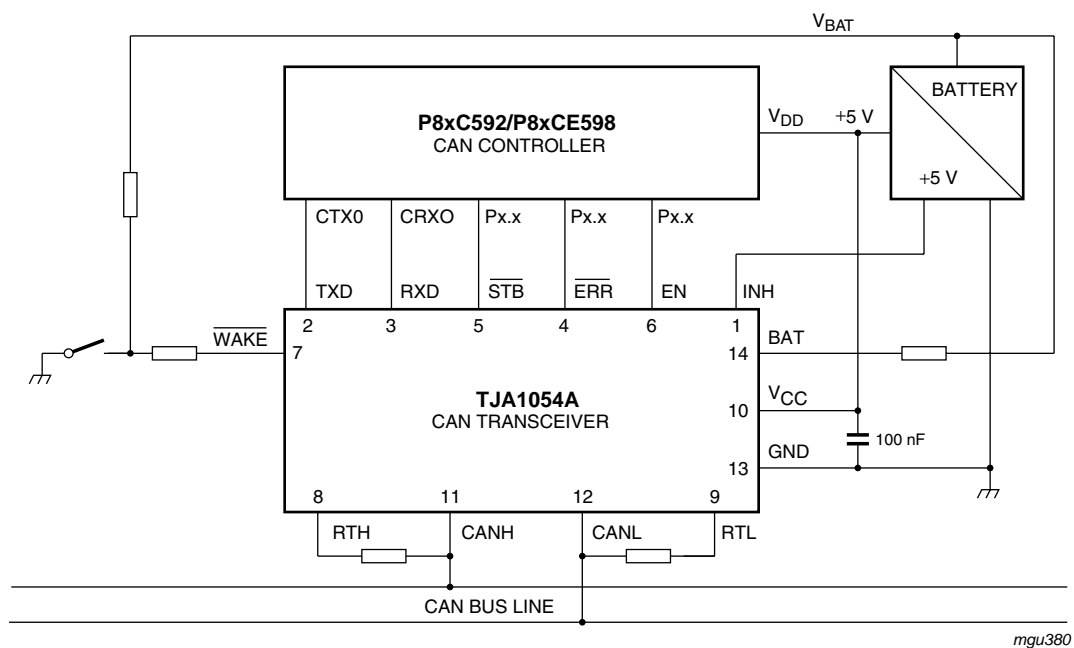 VBAT
BATTERY
+5 V
P8xC592/P8xCE598
CAN CONTROLLER
VDD
+5 V
CTX0
CRXO
Px.x
Px.x
Px.x
TXD
RXD
STB
ERR
EN
INH
2
3
5
4
6
1
WAKE
7
BAT
14
TJA1054A
CAN TRANSCEIVER
VCC
10
100 nF
GND
13
8
11
12
9
RTH
CANH
CANL
RTL
CAN BUS LINE
mgu380